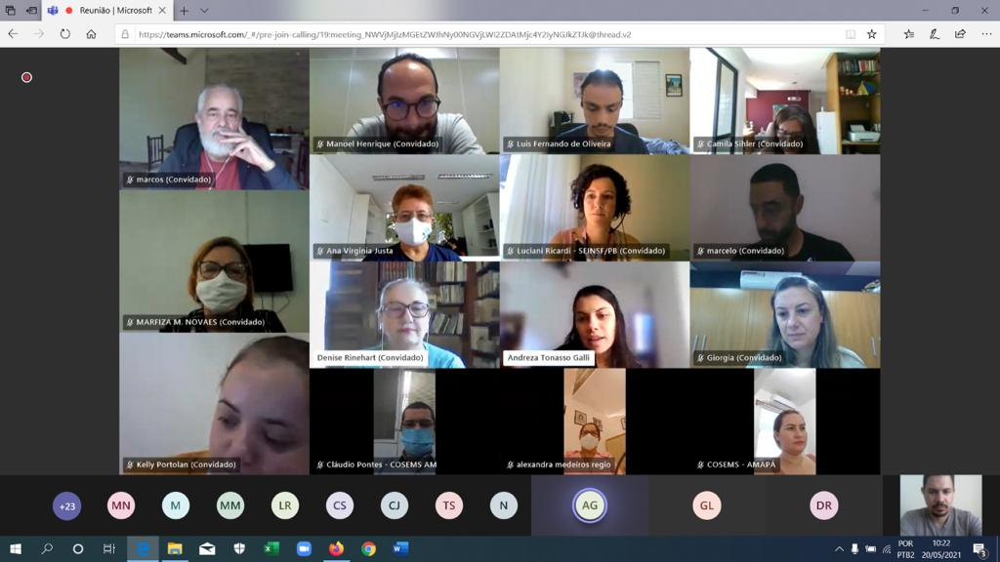 Reunião | Microsoft
https://teams.microsoft.com/_#/pre-join-calling/19:meeting_NWVjMjIzMGEtZWJhNy00NGVjLWI2ZDAtMjc4Y2IyNGJkZTJk@thread.v2
marcos (Convidado)
Manoel Henrique (Convidado)
Luis Fernando de Oliveira
Camila Sihler (Convidado)
Ana Virginia Justa
Luciani Ricardi - SEJNSF/PB (Convidado)
marcelo (Convidado)
MARFIZA M. NOVAES (Convidado)
Denise Rinehart (Convidado)
Andreza Tonasso Galli
Giorgia (Convidado)
Kelly Portolan (Convidado)
Cláudio Pontes - COSEMS AM
alexandra medeiros regio
COSEMS - AMAPÁ
+23
MN
M
MM
LR
CS
CJ
TS
N
AG
GL
DR
POR
PTB2
10:22
20/05/2021
3